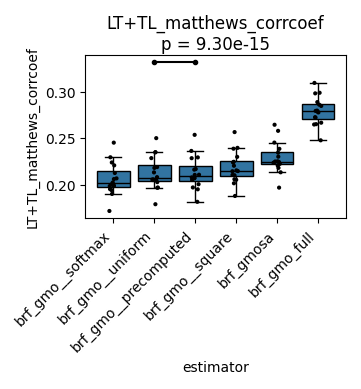 LT+TL_matthews_corrcoef
p = 9.30e-15
LT+TL_matthews_corrcoef
0.30
0.25
0.20
brf_gmo__softmax
brf_gmo__uniform
brf_gmo__precomputed
brf_gmo__square
brf_gmosa
brf_gmo_full
estimator